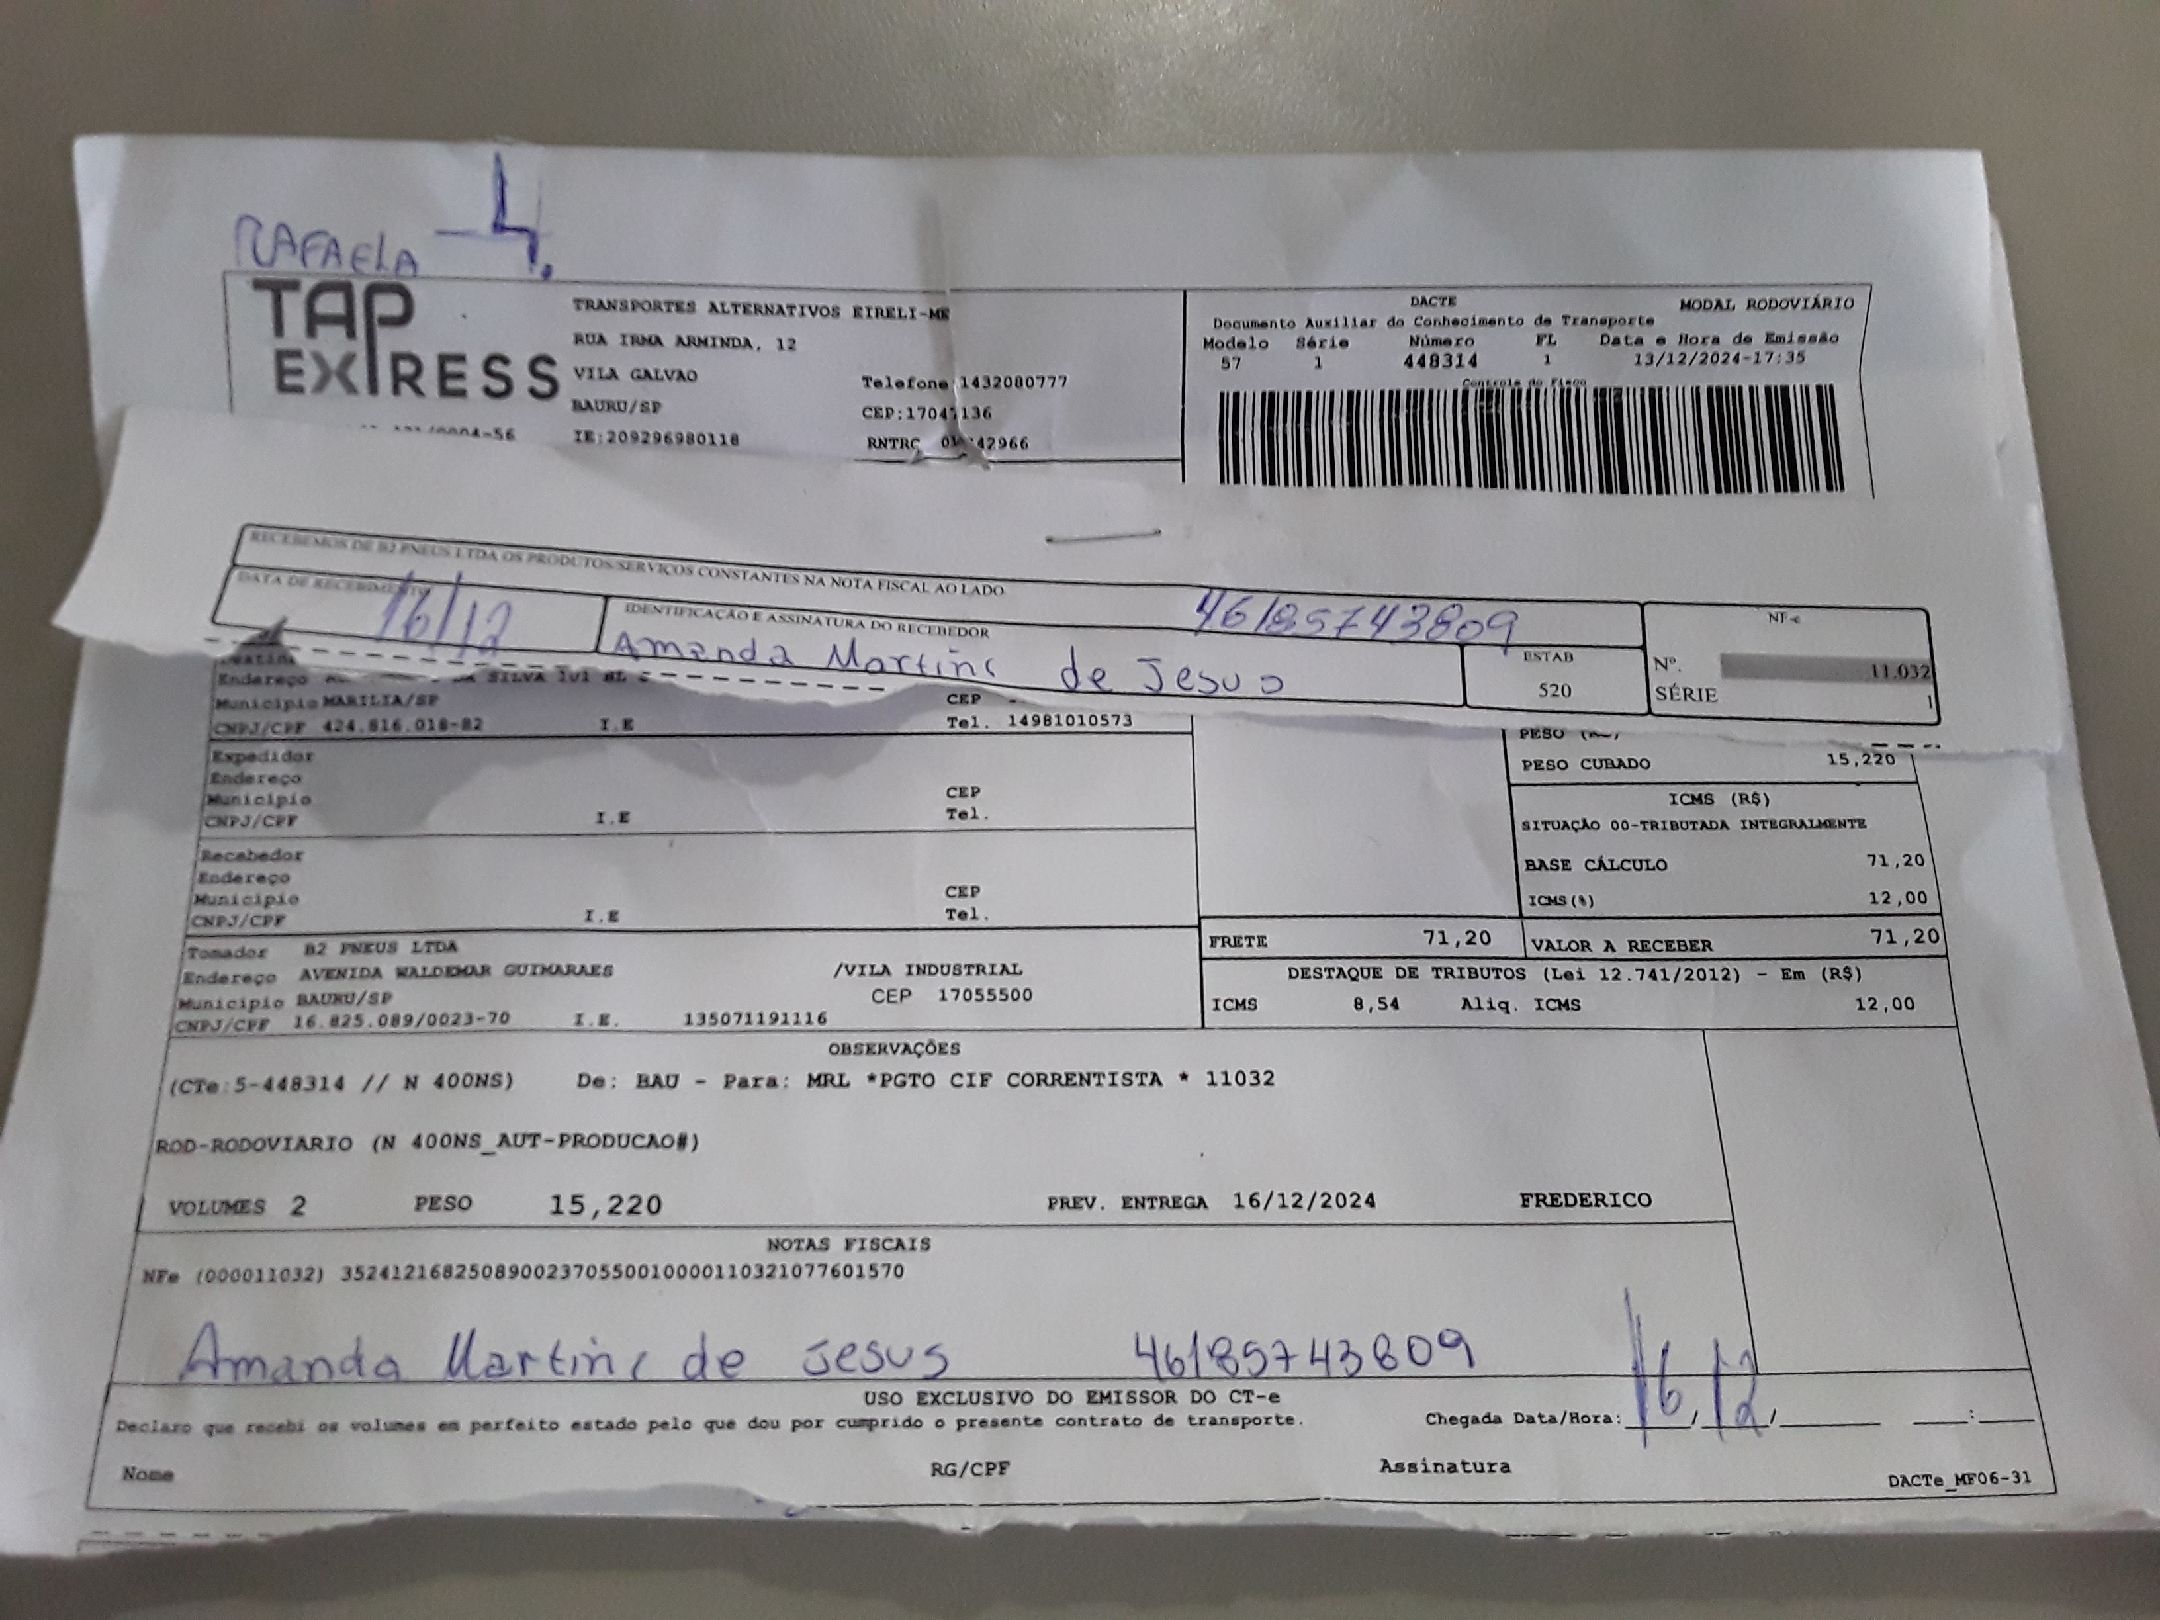 RAFAELA - 4.
TAP EXPRESS
TRANSPORTES ALTERNATIVOS EIRELI-ME
RUA IRMA ARMINDA, 12
VILA GALVAO
Telefone 1432080777
BAURU/SP
/0004-56 IE:209296980118
RNTRC 42966
DACTE MODAL RODOVIÁRIO
Documento Auxiliar do Conhecimento de Transporte
Modelo Série Número FL Data e Hora de Emissão
57 1 448314 1 13/12/2024-17:35
Controle do Fisco
RECEBEMOS DE B2 PNEUS LTDA OS PRODUTOS/SERVIÇOS CONSTANTES NA NOTA FISCAL AO LADO
DATA DE RECEBIMENTO
16/12
IDENTIFICAÇÃO E ASSINATURA DO RECEBEDOR
46185743809
Amanda Martins de Jesus
ESTAB
520
NF-e
Nº. 11.032
SÉRIE 1
Endereço SILVA 101 BL
Município MARILIA/SP CEP
CNPJ/CPF 424.816.018-82 I.E Tel. 14981010573
Expedidor
Endereço
Município CEP
CNPJ/CPF I.E Tel.
Recebedor
Endereço
Município CEP
CNPJ/CPF I.E Tel.
Tomador B2 PNEUS LTDA
Endereço AVENIDA WALDEMAR GUIMARAES /VILA INDUSTRIAL
Município BAURU/SP CEP 17055500
CNPJ/CPF 16.825.089/0023-70 I.E. 135071191116
PESO
PESO CUBADO 15,220
ICMS (R$)
SITUAÇÃO 00-TRIBUTADA INTEGRALMENTE
BASE CÁLCULO 71,20
ICMS(%) 12,00
FRETE 71,20 VALOR A RECEBER 71,20
DESTAQUE DE TRIBUTOS (Lei 12.741/2012) - Em (R$)
ICMS 8,54 Aliq. ICMS 12,00
OBSERVAÇÕES
(CTe:5-448314 // N 400NS) De: BAU - Para: MRL *PGTO CIF CORRENTISTA * 11032
ROD-RODOVIARIO (N 400NS_AUT-PRODUCAO#)
VOLUMES 2 PESO 15,220 PREV. ENTREGA 16/12/2024 FREDERICO
NOTAS FISCAIS
NFe (000011032) 35241216825089002370550010000110321077601570
Amanda Martins de Jesus 46185743809 16/12
USO EXCLUSIVO DO EMISSOR DO CT-e
Declaro que recebi os volumes em perfeito estado pelo que dou por cumprido o presente contrato de transporte. Chegada Data/Hora:
Nome RG/CPF Assinatura DACTe_MF06-31